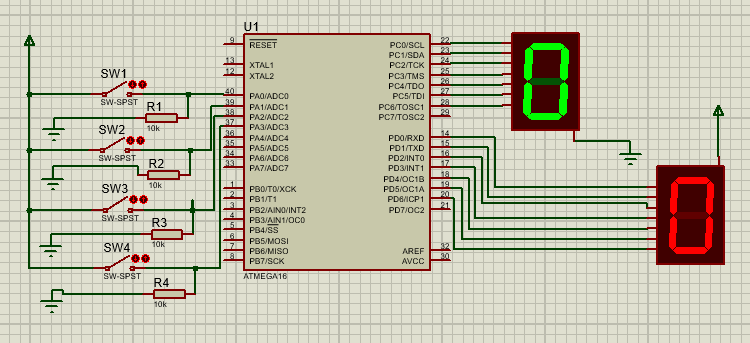 U1
9 RESET PC0/SCL 22
PC1/SDA 23
13 XTAL1 PC2/TCK 24
12 XTAL2 PC3/TMS 25
PC4/TDO 26
40 PA0/ADC0 PC5/TDI 27
39 PA1/ADC1 PC6/TOSC1 28
38 PA2/ADC2 PC7/TOSC2 29
37 PA3/ADC3
36 PA4/ADC4 PD0/RXD 14
35 PA5/ADC5 PD1/TXD 15
34 PA6/ADC6 PD2/INT0 16
33 PA7/ADC7 PD3/INT1 17
PD4/OC1B 18
1 PB0/T0/XCK PD5/OC1A 19
2 PB1/T1 PD6/ICP1 20
3 PB2/AIN0/INT2 PD7/OC2 21
4 PB3/AIN1/OC0
5 PB4/SS
6 PB5/MOSI
7 PB6/MISO AREF 32
8 PB7/SCK AVCC 30
ATMEGA16
SW1
SW-SPST
R1
10k
SW2
SW-SPST
R2
10k
SW3
SW-SPST
R3
10k
SW4
SW-SPST
R4
10k
0
0